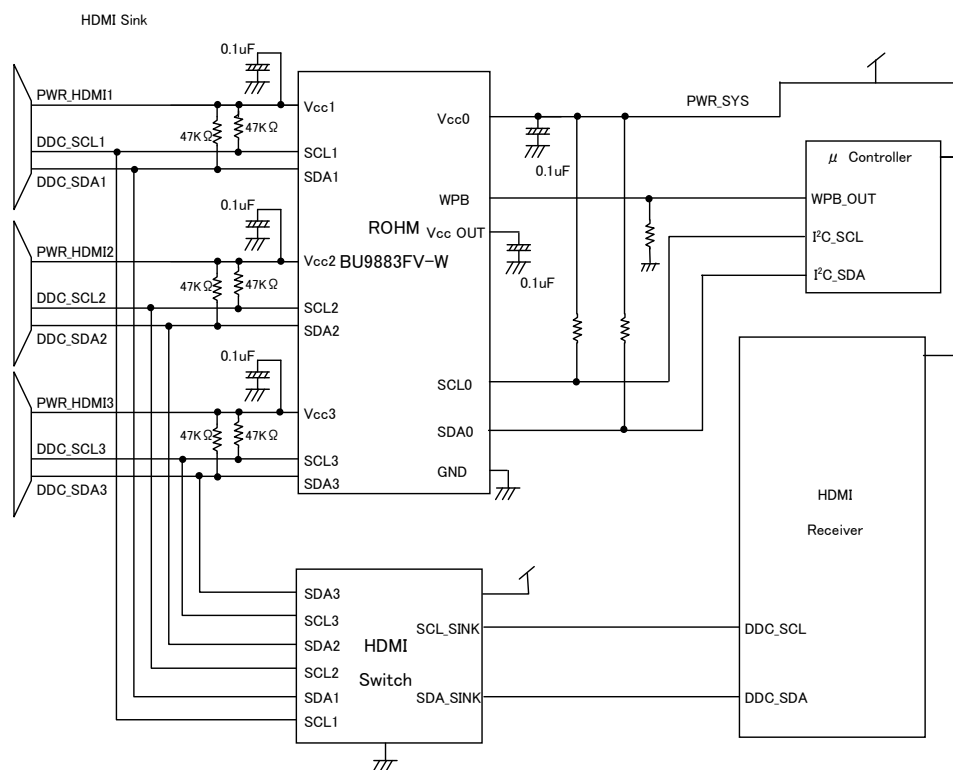 HDMI Sink
0.1uF
PWR_HDMI1
Vcc1
47KΩ
47KΩ
DDC_SCL1
SCL1
DDC_SDA1
SDA1
0.1uF
PWR_HDMI2
Vcc2
47KΩ
47KΩ
DDC_SCL2
SCL2
DDC_SDA2
SDA2
0.1uF
PWR_HDMI3
Vcc3
47KΩ
47KΩ
DDC_SCL3
SCL3
DDC_SDA3
SDA3
ROHM
BU9883FV-W
Vcc0
PWR_SYS
0.1uF
WPB
Vcc OUT
0.1uF
SCL0
SDA0
GND
μ Controller
WPB_OUT
I²C_SCL
I²C_SDA
HDMI
Receiver
DDC_SCL
DDC_SDA
SDA3
SCL3
SDA2
SCL2
SDA1
SCL1
HDMI
Switch
SCL_SINK
SDA_SINK